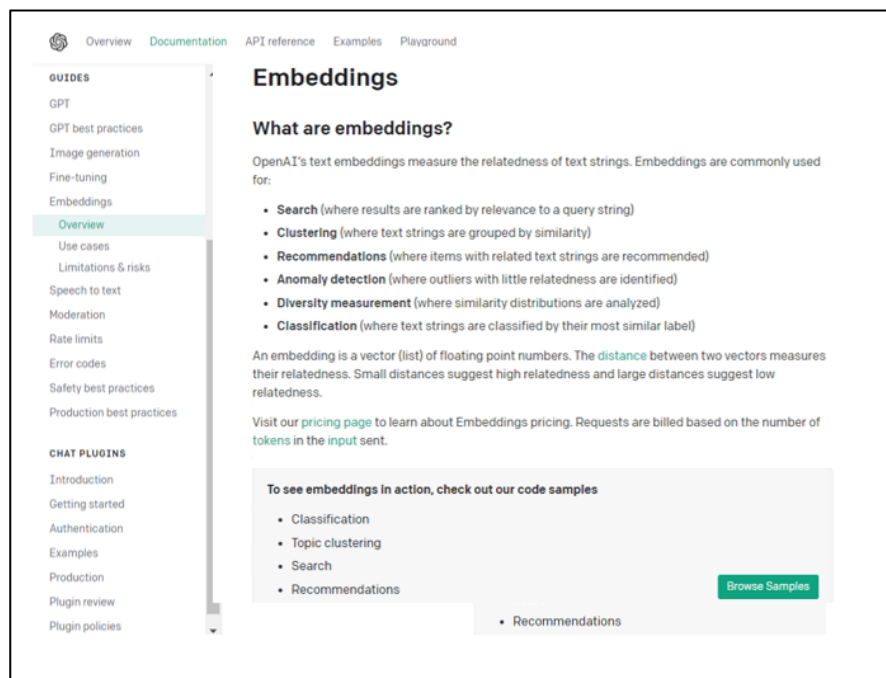 Overview Documentation API reference Examples Playground
GUIDES
GPT
GPT best practices
Image generation
Fine-tuning
Embeddings
Overview
Use cases
Limitations & risks
Speech to text
Moderation
Rate limits
Error codes
Safety best practices
Production best practices
CHAT PLUGINS
Introduction
Getting started
Authentication
Examples
Production
Plugin review
Plugin policies
Embeddings
What are embeddings?
OpenAI's text embeddings measure the relatedness of text strings. Embeddings are commonly used
for:
• Search (where results are ranked by relevance to a query string)
• Clustering (where text strings are grouped by similarity)
• Recommendations (where items with related text strings are recommended)
• Anomaly detection (where outliers with little relatedness are identified)
• Diversity measurement (where similarity distributions are analyzed)
• Classification (where text strings are classified by their most similar label)
An embedding is a vector (list) of floating point numbers. The distance between two vectors measures
their relatedness. Small distances suggest high relatedness and large distances suggest low
relatedness.
Visit our pricing page to learn about Embeddings pricing. Requests are billed based on the number of
tokens in the input sent.
To see embeddings in action, check out our code samples
• Classification
• Topic clustering
• Search
• Recommendations
Browse Samples
• Recommendations